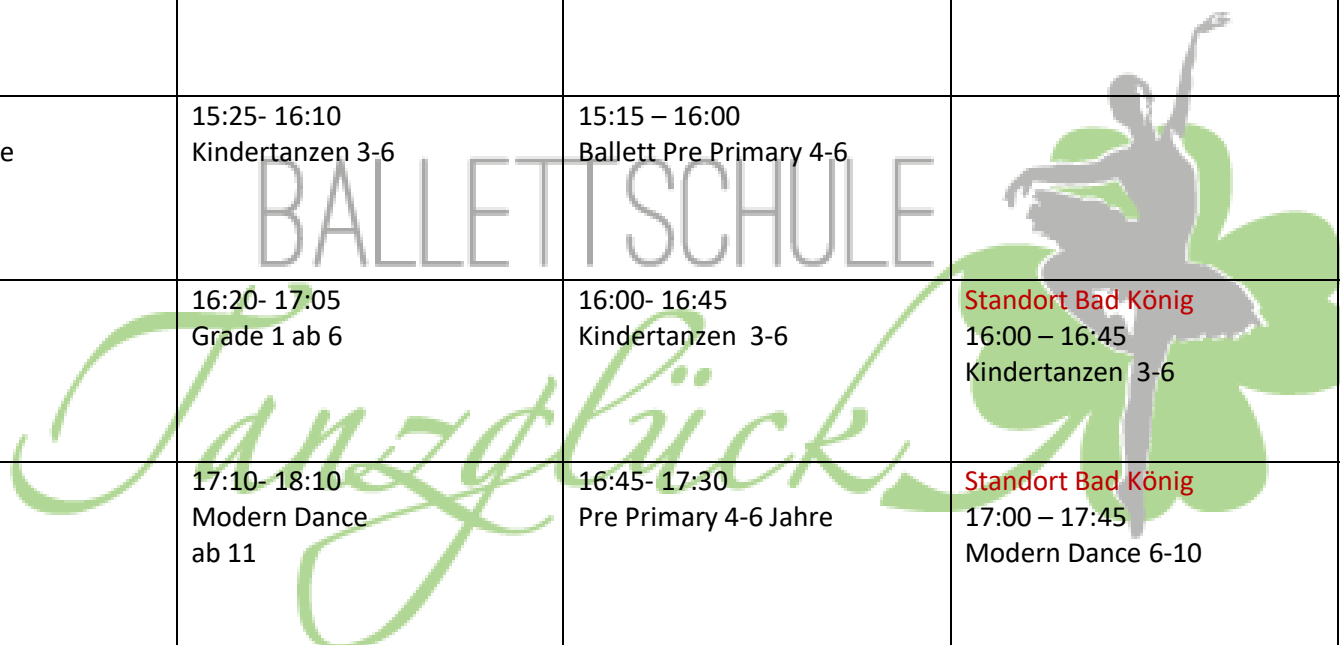 e
15:25- 16:10
Kindertanzen 3-6
15:15 – 16:00
Ballett Pre Primary 4-6
BALLETTSCHULE
16:20- 17:05
Grade 1 ab 6
16:00- 16:45
Kindertanzen  3-6
Standort Bad König
16:00 – 16:45
Kindertanzen  3-6
Tanzglück
17:10- 18:10
Modern Dance
ab 11
16:45- 17:30
Pre Primary 4-6 Jahre
Standort Bad König
17:00 – 17:45
Modern Dance 6-10